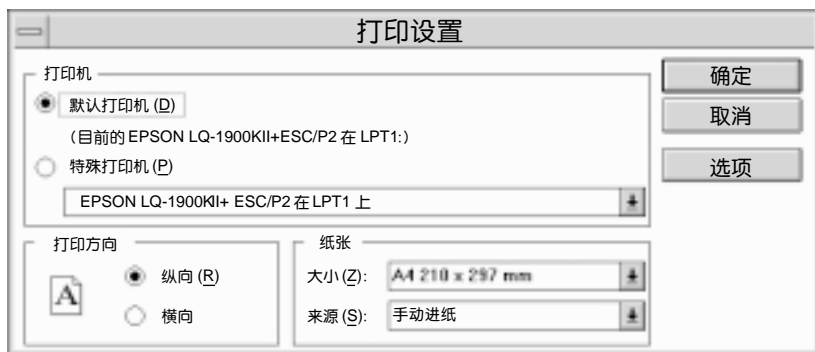 打印设置
打印机
默认打印机 (D)
(目前的 EPSON LQ-1900KII+ESC/P2 在 LPT1:)
特殊打印机 (P)
EPSON LQ-1900KII+ ESC/P2 在 LPT1 上
确定
取消
选项
打印方向
A
纵向 (R)
横向
纸张
大小 (Z): A4 210 x 297 mm
来源 (S): 手动进纸